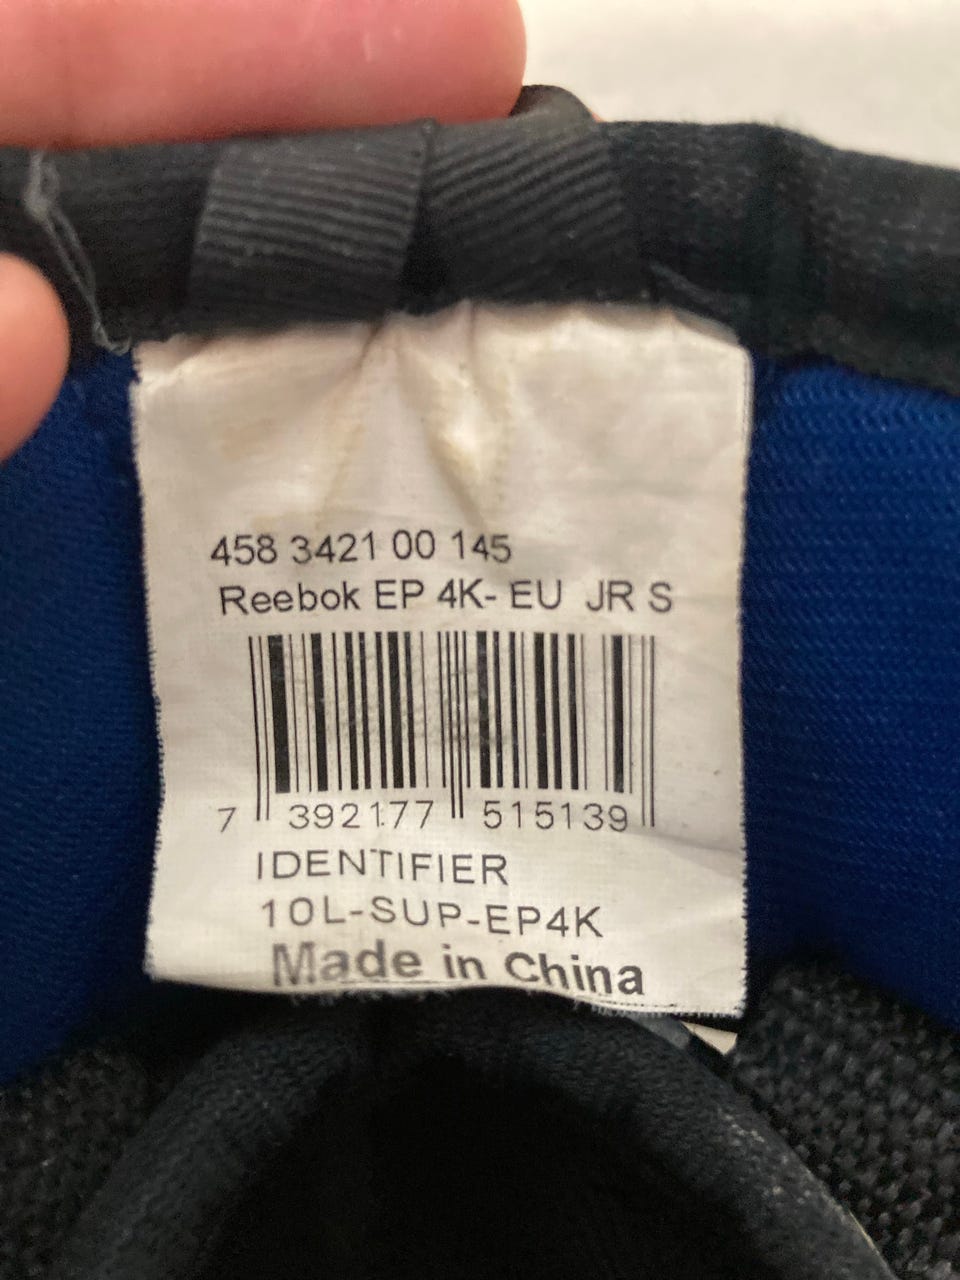 458 3421 00 145
Reebok EP 4K- EU JR S
7 392177 515139
IDENTIFIER
10L-SUP-EP4K
Made in China